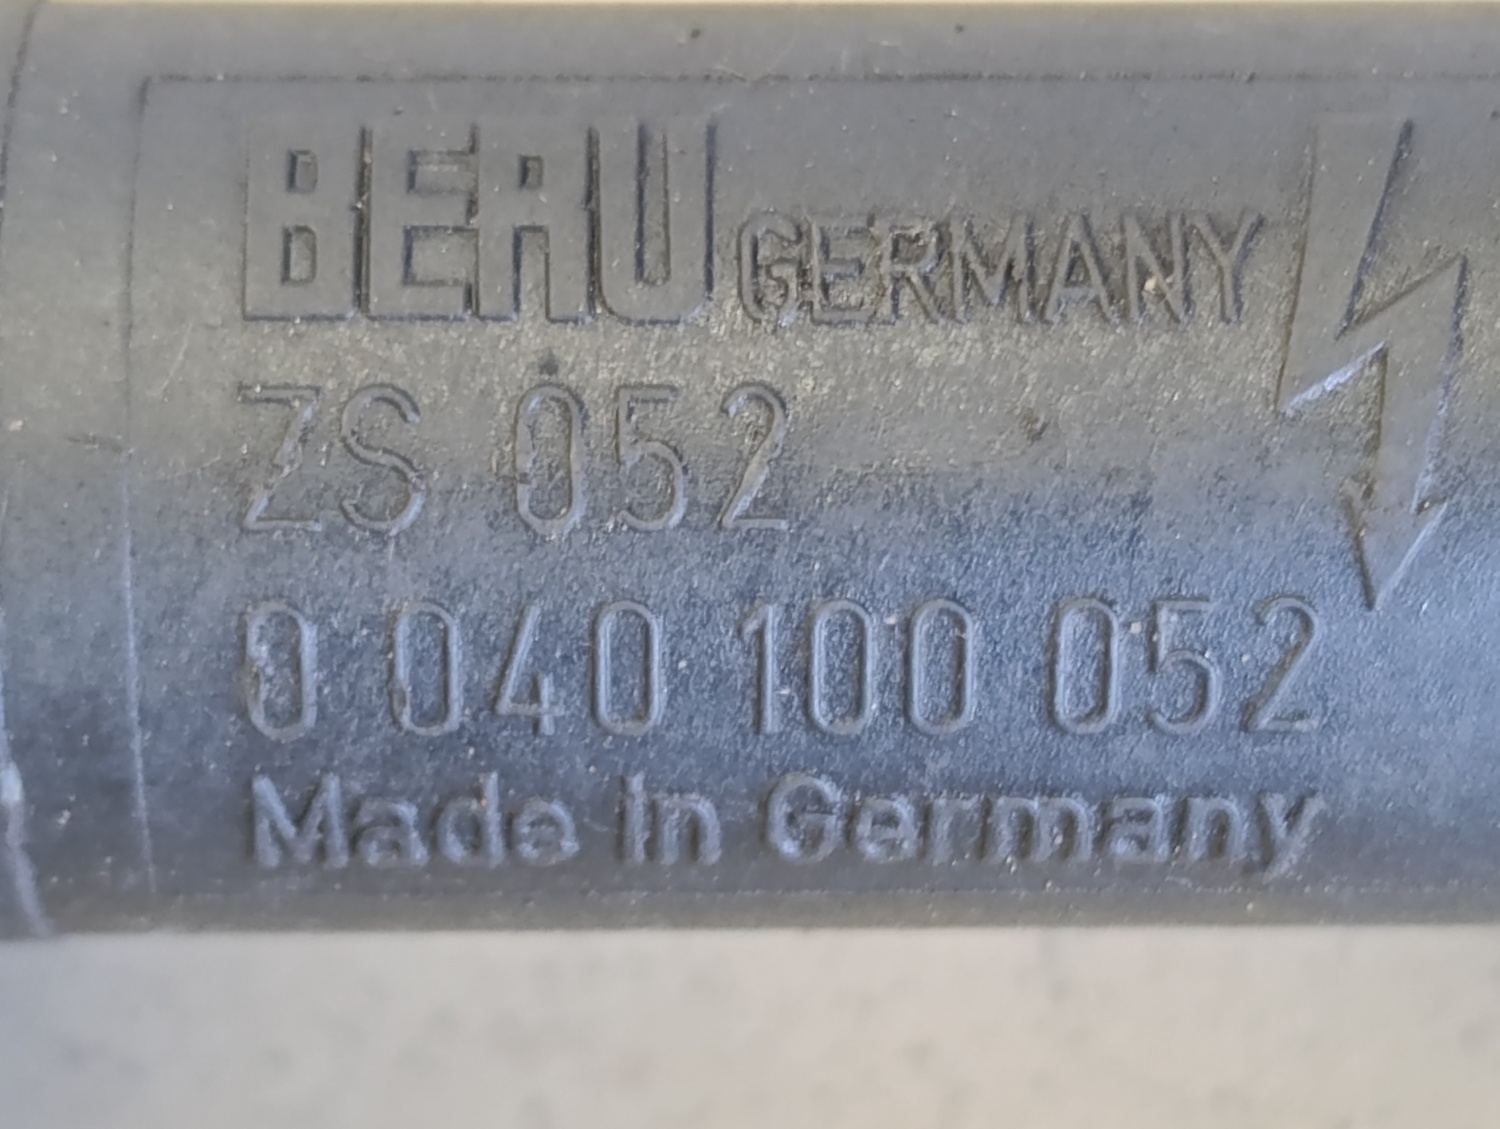 BERU GERMANY
ZS 052
0 040 100 052
Made in Germany